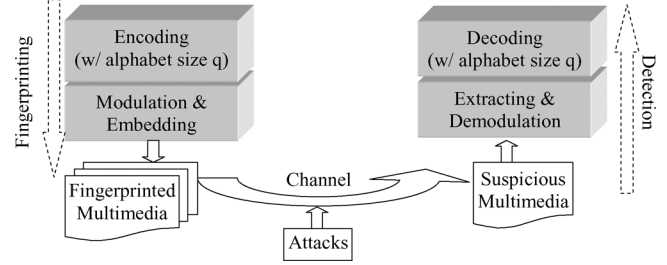 Fingerprinting
Encoding
(w/ alphabet size q)
Modulation &
Embedding
Fingerprinted
Multimedia
Channel
Attacks
Decoding
(w/ alphabet size q)
Extracting &
Demodulation
Suspicious
Multimedia
Detection